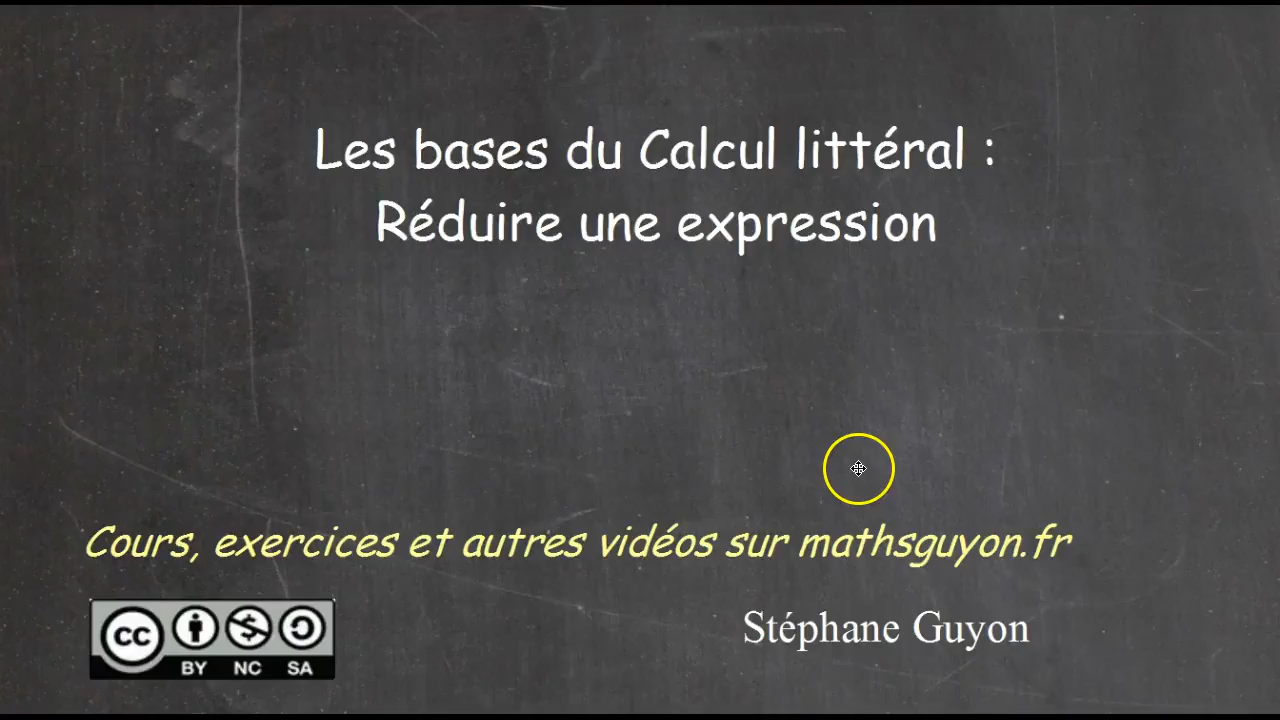 Les bases du Calcul littéral :
Réduire une expression
Cours, exercices et autres vidéos sur mathsguyon.fr
Stéphane Guyon
CC
BY NC SA